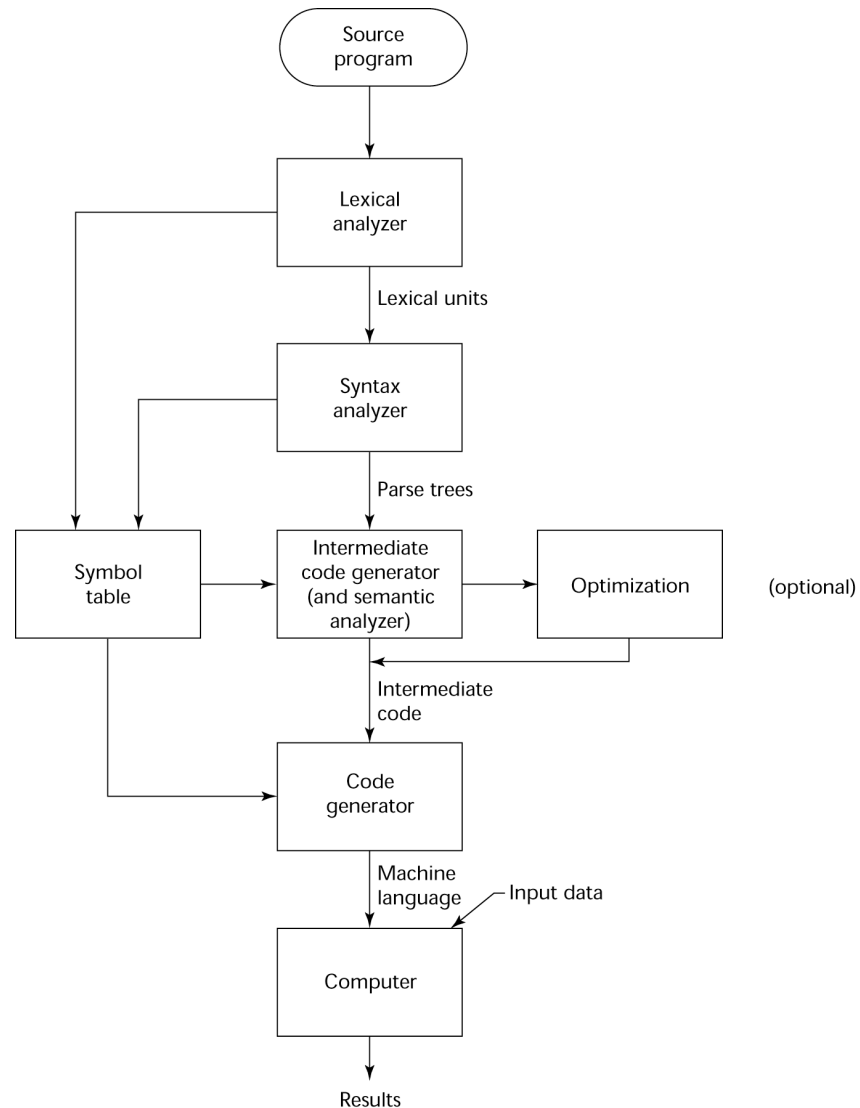 Source
program
Lexical
analyzer
Lexical units
Syntax
analyzer
Parse trees
Symbol
table
Intermediate
code generator
(and semantic
analyzer)
Optimization
(optional)
Intermediate
code
Code
generator
Machine
language
Input data
Computer
Results